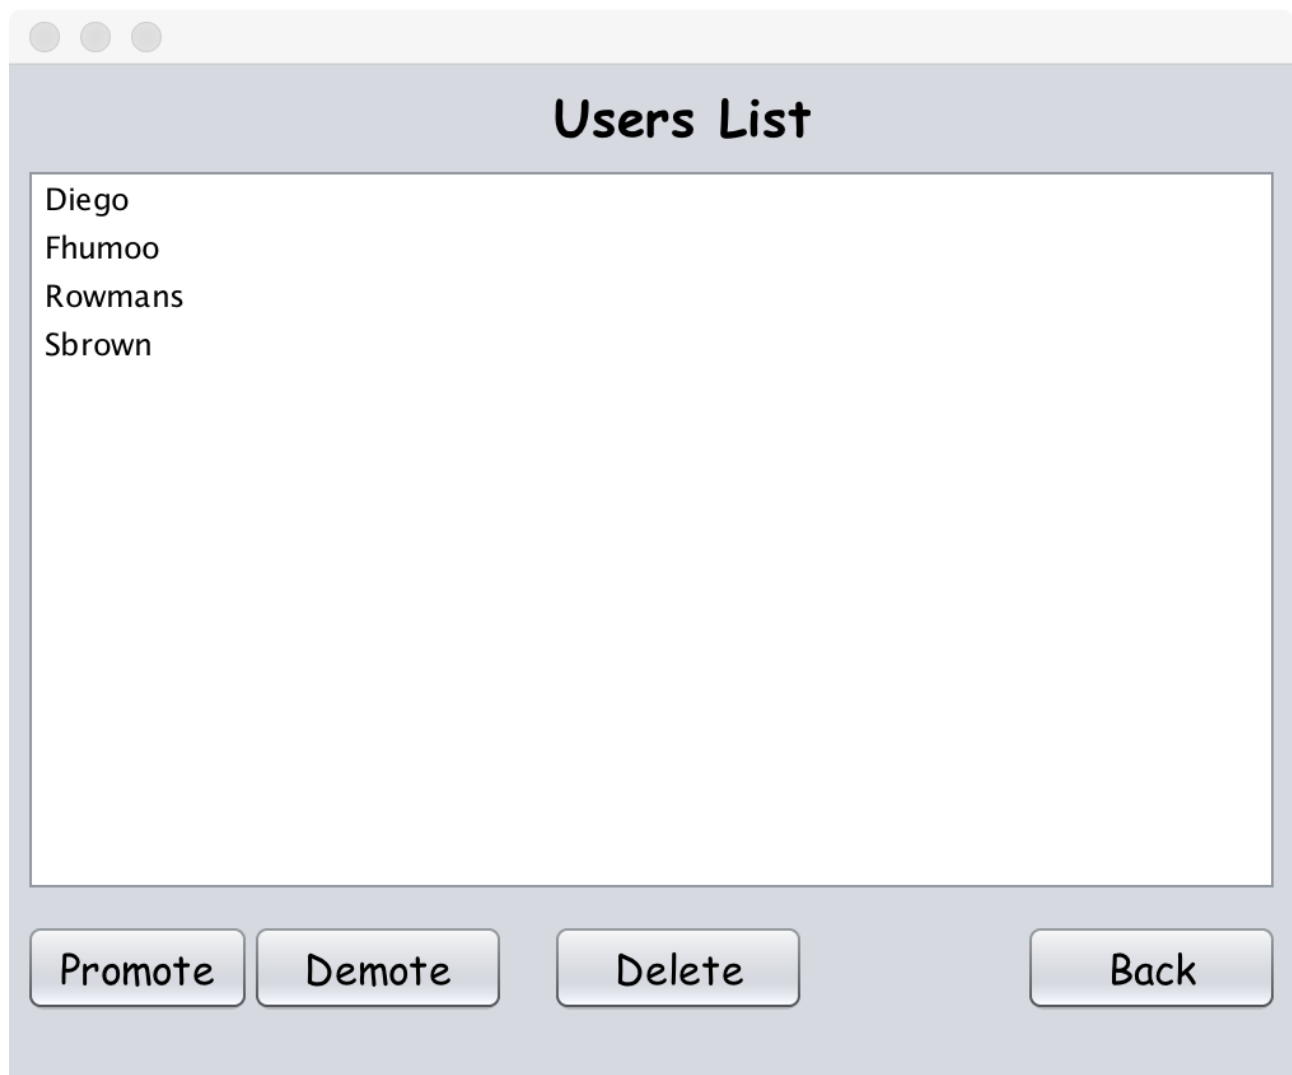 Users List
Diego
Fhumoo
Rowmans
Sbrown
Promote Demote Delete Back